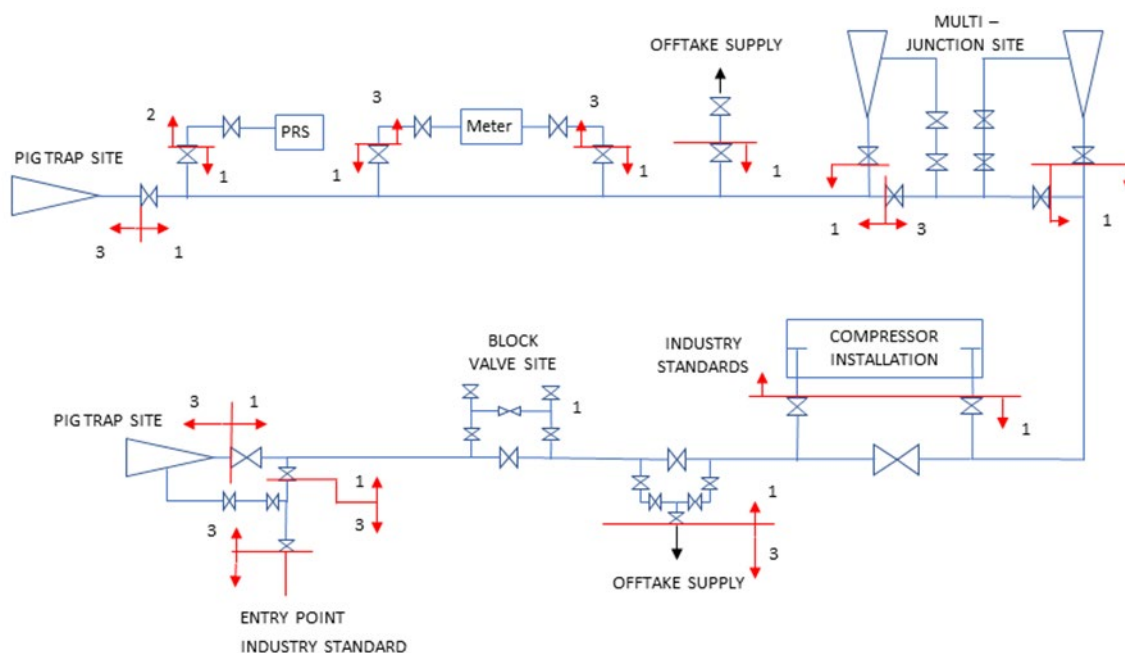 MULTI –
JUNCTION SITE
OFFTAKE SUPPLY
2
3
3
PRS
Meter
PIG TRAP SITE
1
1
1
1
3
1
1
3
1
BLOCK
VALVE SITE
INDUSTRY
STANDARDS
COMPRESSOR
INSTALLATION
3
1
1
PIG TRAP SITE
1
1
3
1
3
3
OFFTAKE SUPPLY
ENTRY POINT
INDUSTRY STANDARD